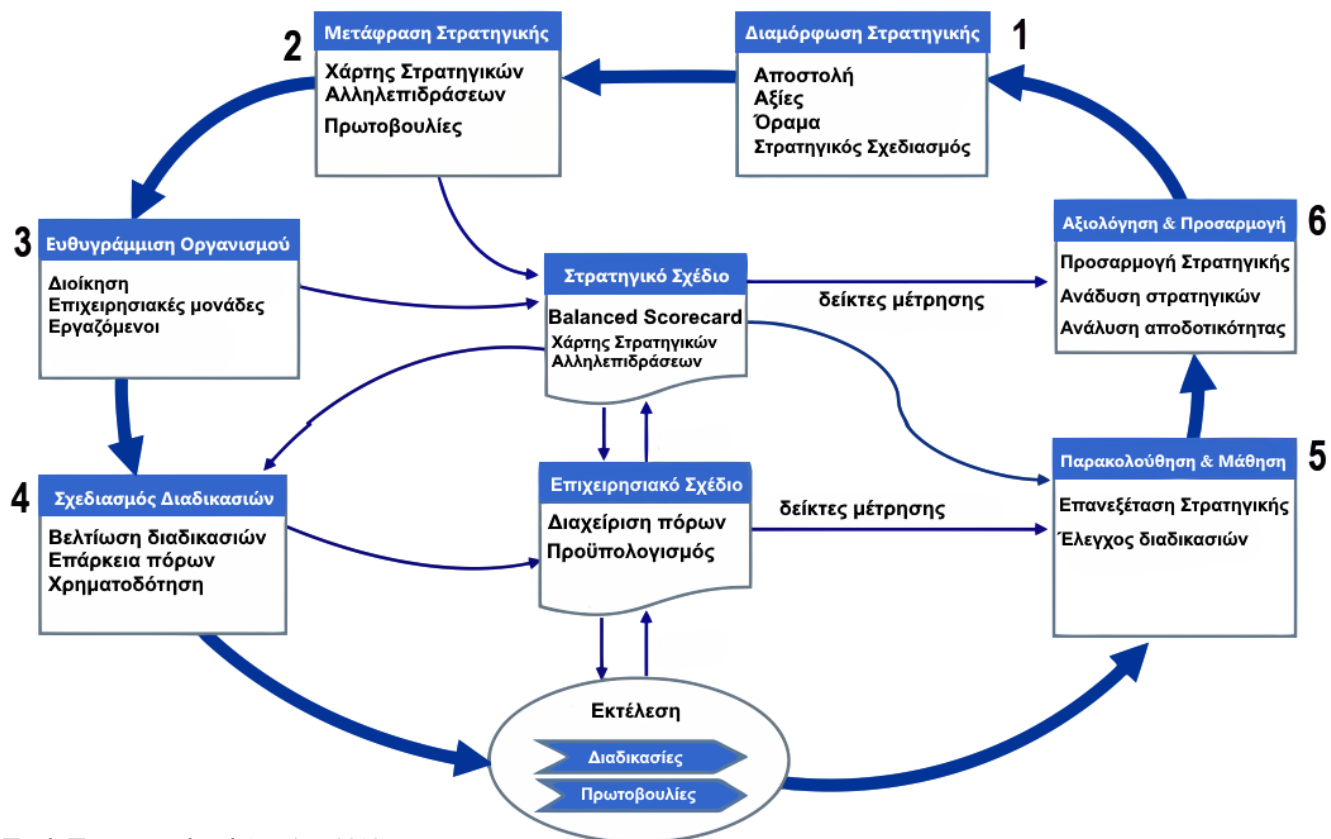 1
Διαμόρφωση Στρατηγικής
Αποστολή
Αξίες
Όραμα
Στρατηγικός Σχεδιασμός
2
Μετάφραση Στρατηγικής
Χάρτης Στρατηγικών
Αλληλεπιδράσεων
Πρωτοβουλίες
3
Ευθυγράμμιση Οργανισμού
Διοίκηση
Επιχειρησιακές μονάδες
Εργαζόμενοι
Στρατηγικό Σχέδιο
Balanced Scorecard
Χάρτης Στρατηγικών
Αλληλεπιδράσεων
δείκτες μέτρησης
6
Αξιολόγηση & Προσαρμογή
Προσαρμογή Στρατηγικής
Ανάδυση στρατηγικών
Ανάλυση αποδοτικότητας
4
Σχεδιασμός Διαδικασιών
Βελτίωση διαδικασιών
Επάρκεια πόρων
Χρηματοδότηση
Επιχειρησιακό Σχέδιο
Διαχείριση πόρων
Προϋπολογισμός
δείκτες μέτρησης
5
Παρακολούθηση & Μάθηση
Επανεξέταση Στρατηγικής
Έλεγχος διαδικασιών
Εκτέλεση
Διαδικασίες
Πρωτοβουλίες